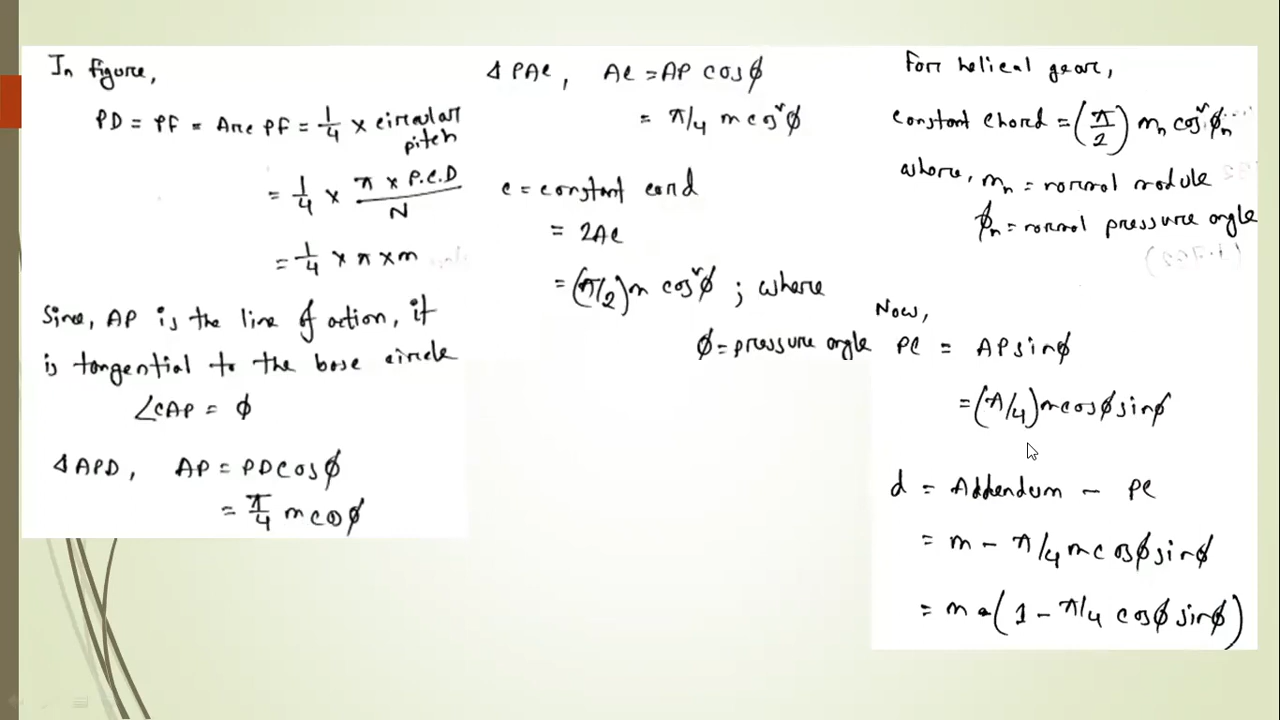 In figure,
PD = PF = Arc PF = 1/4 × circular pitch
= 1/4 × (π × P.C.D)/N
= 1/4 × π × m
Since, AP is the line of action, it
is tangential to the base circle
∠CAP = φ
Δ APD, AP = PD cos φ
= π/4 m cos φ
Δ PAC, AC = AP cos φ
= π/4 m cos²φ
c = constant cord
= 2AC
= (π/2) m cos²φ ; where
φ = pressure angle
For helical gear,
constant chord = (π/2) mₙ cos²φₙ
where, mₙ = normal module
φₙ = normal pressure angle
Now,
PC = AP sin φ
= (π/4) m cos φ sin φ
d = Addendum − PC
= m − π/4 m cos φ sin φ
= m (1 − π/4 cos φ sin φ)